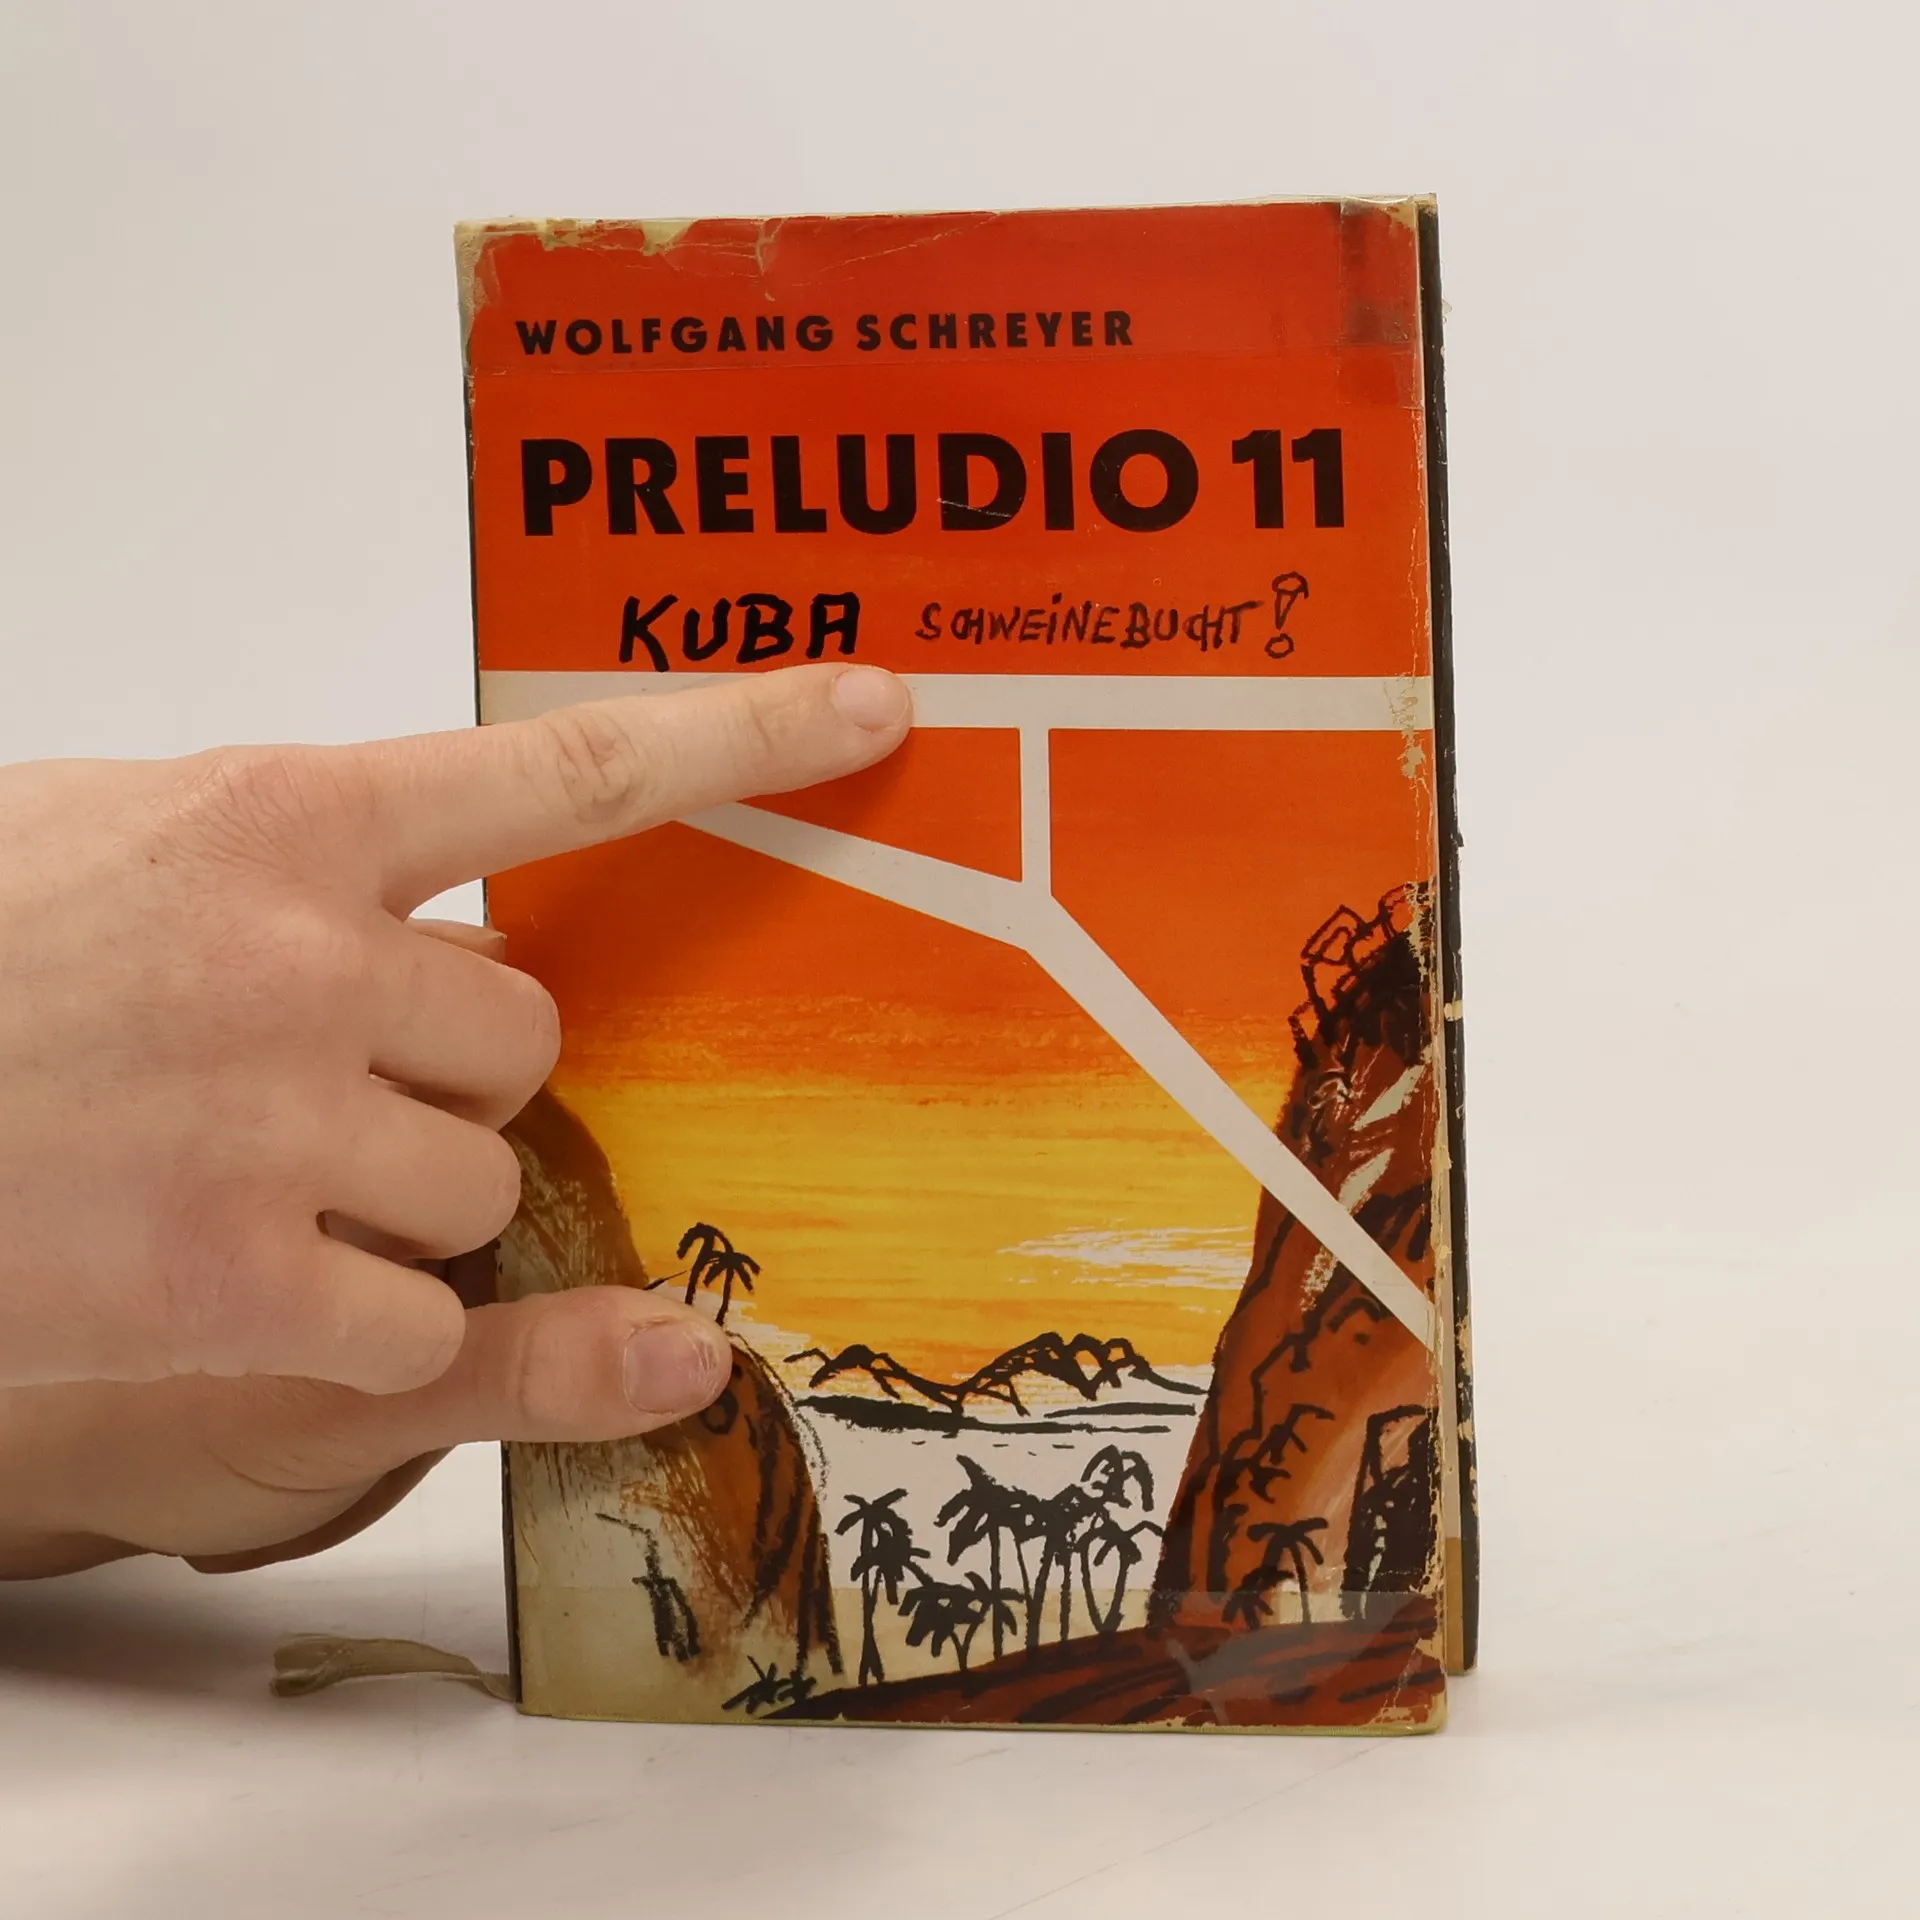 WOLFGANG SCHREYER
PRELUDIO 11
KUBA SCHWEINEBUCHT!